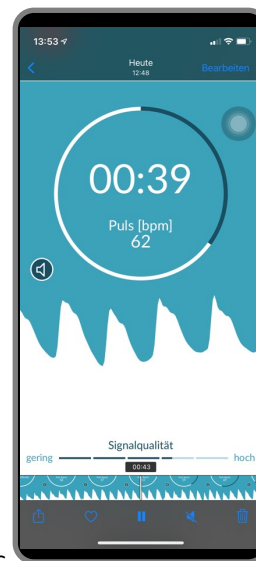 13:53
Heute
12:48
Bearbeiten
00:39
Puls [bpm]
62
Signalqualität
gering
hoch
00:43